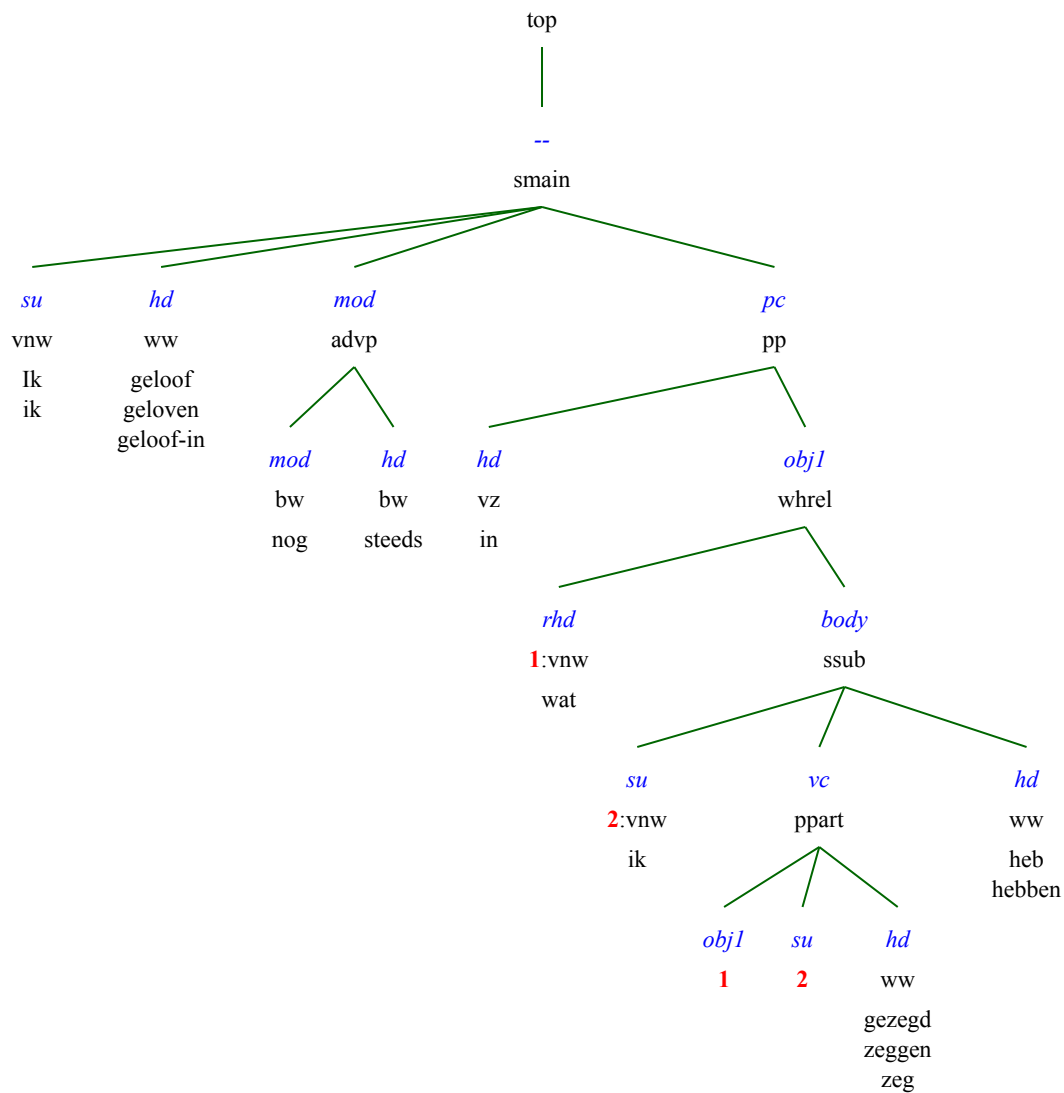 top
--
smain
su hd mod pc
vnw ww advp pp
Ik geloof
ik geloven
geloof-in
mod hd hd obj1
bw bw vz whrel
nog steeds in
rhd body
1:vnw ssub
wat
su vc hd
2:vnw ppart ww
ik heb
hebben
obj1 su hd
1 2 ww
gezegd
zeggen
zeg